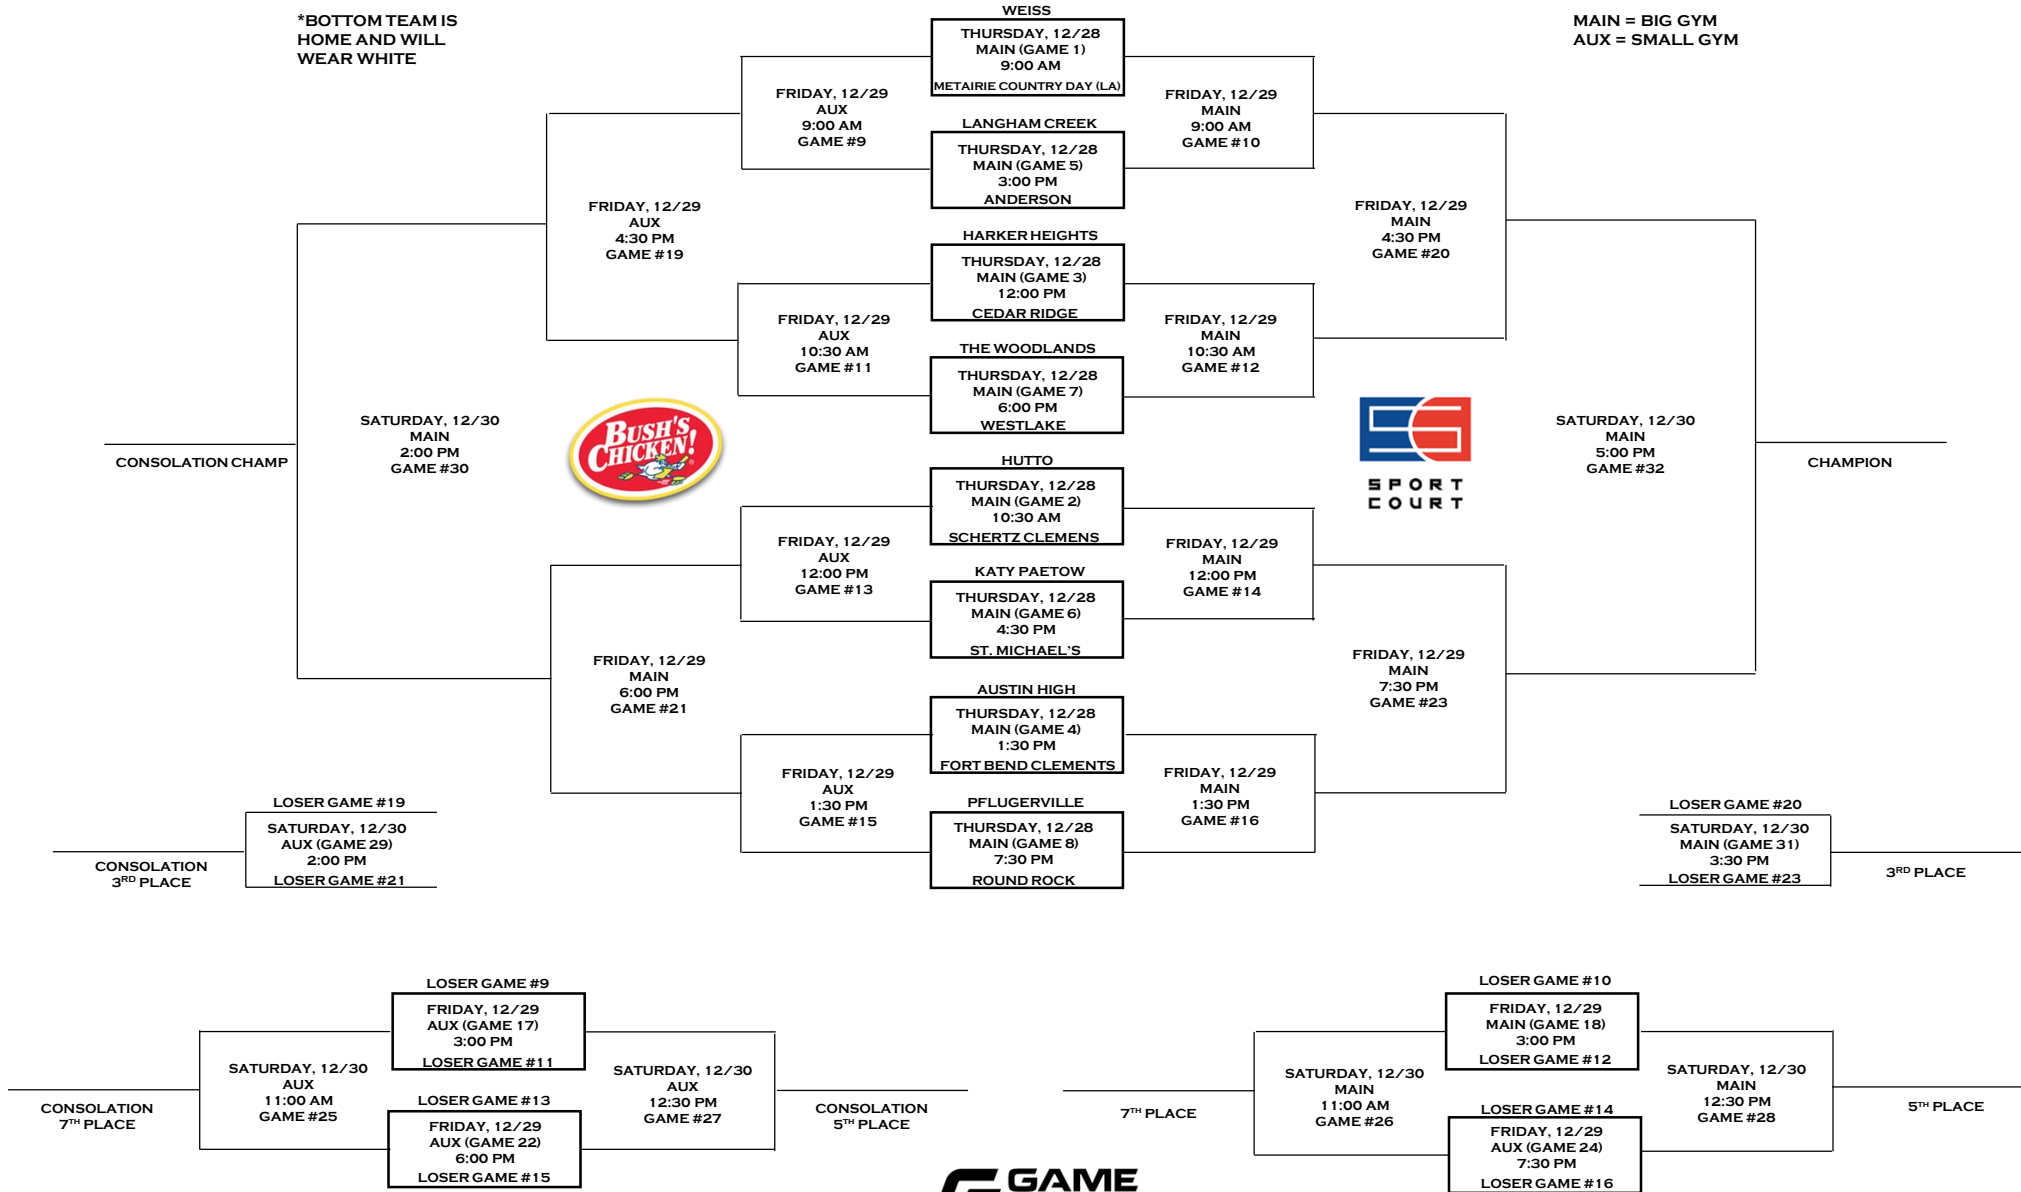 *BOTTOM TEAM IS
HOME AND WILL
WEAR WHITE
MAIN = BIG GYM
AUX = SMALL GYM
WEISS
THURSDAY, 12/28
MAIN (GAME 1)
9:00 AM
METAIRIE COUNTRY DAY (LA)
FRIDAY, 12/29
AUX
9:00 AM
GAME #9
FRIDAY, 12/29
MAIN
9:00 AM
GAME #10
LANGHAM CREEK
THURSDAY, 12/28
MAIN (GAME 5)
3:00 PM
ANDERSON
FRIDAY, 12/29
AUX
4:30 PM
GAME #19
FRIDAY, 12/29
MAIN
4:30 PM
GAME #20
HARKER HEIGHTS
THURSDAY, 12/28
MAIN (GAME 3)
12:00 PM
CEDAR RIDGE
FRIDAY, 12/29
AUX
10:30 AM
GAME #11
FRIDAY, 12/29
MAIN
10:30 AM
GAME #12
THE WOODLANDS
THURSDAY, 12/28
MAIN (GAME 7)
6:00 PM
WESTLAKE
SATURDAY, 12/30
MAIN
2:00 PM
GAME #30
CONSOLATION CHAMP
BUSH'S
CHICKEN!
SPORT
COURT
SATURDAY, 12/30
MAIN
5:00 PM
GAME #32
CHAMPION
HUTTO
THURSDAY, 12/28
MAIN (GAME 2)
10:30 AM
SCHERTZ CLEMENS
FRIDAY, 12/29
AUX
12:00 PM
GAME #13
FRIDAY, 12/29
MAIN
12:00 PM
GAME #14
KATY PAETOW
THURSDAY, 12/28
MAIN (GAME 6)
4:30 PM
ST. MICHAEL'S
FRIDAY, 12/29
MAIN
6:00 PM
GAME #21
FRIDAY, 12/29
MAIN
7:30 PM
GAME #23
AUSTIN HIGH
THURSDAY, 12/28
MAIN (GAME 4)
1:30 PM
FORT BEND CLEMENTS
FRIDAY, 12/29
AUX
1:30 PM
GAME #15
FRIDAY, 12/29
MAIN
1:30 PM
GAME #16
PFLUGERVILLE
THURSDAY, 12/28
MAIN (GAME 8)
7:30 PM
ROUND ROCK
LOSER GAME #19
SATURDAY, 12/30
AUX (GAME 29)
2:00 PM
LOSER GAME #21
CONSOLATION
3RD PLACE
LOSER GAME #20
SATURDAY, 12/30
MAIN (GAME 31)
3:30 PM
LOSER GAME #23
3RD PLACE
LOSER GAME #9
FRIDAY, 12/29
AUX (GAME 17)
3:00 PM
LOSER GAME #11
SATURDAY, 12/30
AUX
11:00 AM
GAME #25
SATURDAY, 12/30
AUX
12:30 PM
GAME #27
CONSOLATION
7TH PLACE
CONSOLATION
5TH PLACE
LOSER GAME #13
FRIDAY, 12/29
AUX (GAME 22)
6:00 PM
LOSER GAME #15
LOSER GAME #10
FRIDAY, 12/29
MAIN (GAME 18)
3:00 PM
LOSER GAME #12
SATURDAY, 12/30
MAIN
11:00 AM
GAME #26
SATURDAY, 12/30
MAIN
12:30 PM
GAME #28
7TH PLACE
5TH PLACE
LOSER GAME #14
FRIDAY, 12/29
AUX (GAME 24)
7:30 PM
LOSER GAME #16
GAME